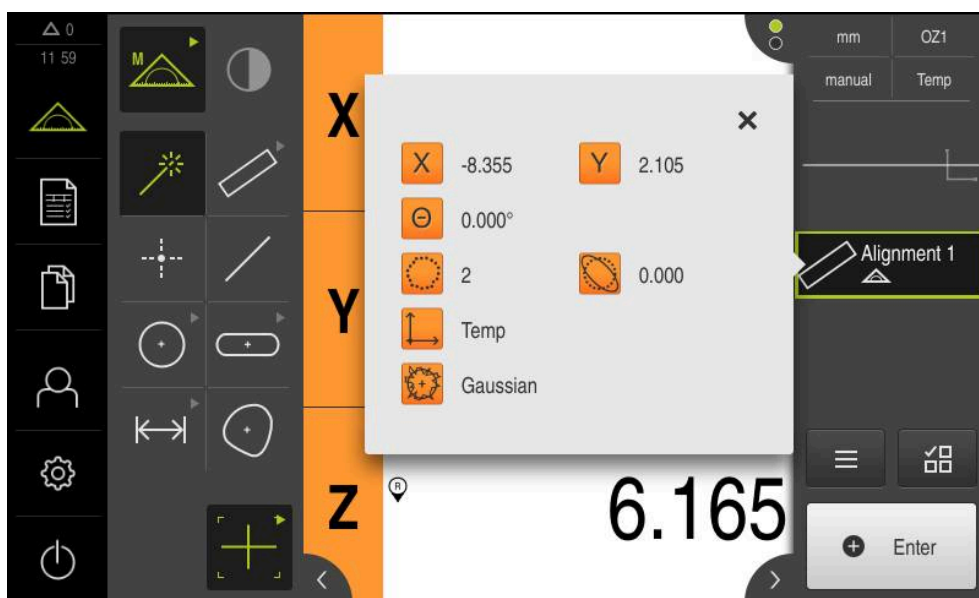 0
11 59
M
X
Y
Z
R
6.165
X -8.355 Y 2.105
Θ 0.000°
2 0.000
Temp
Gaussian
mm OZ1
manual Temp
Alignment 1
Enter